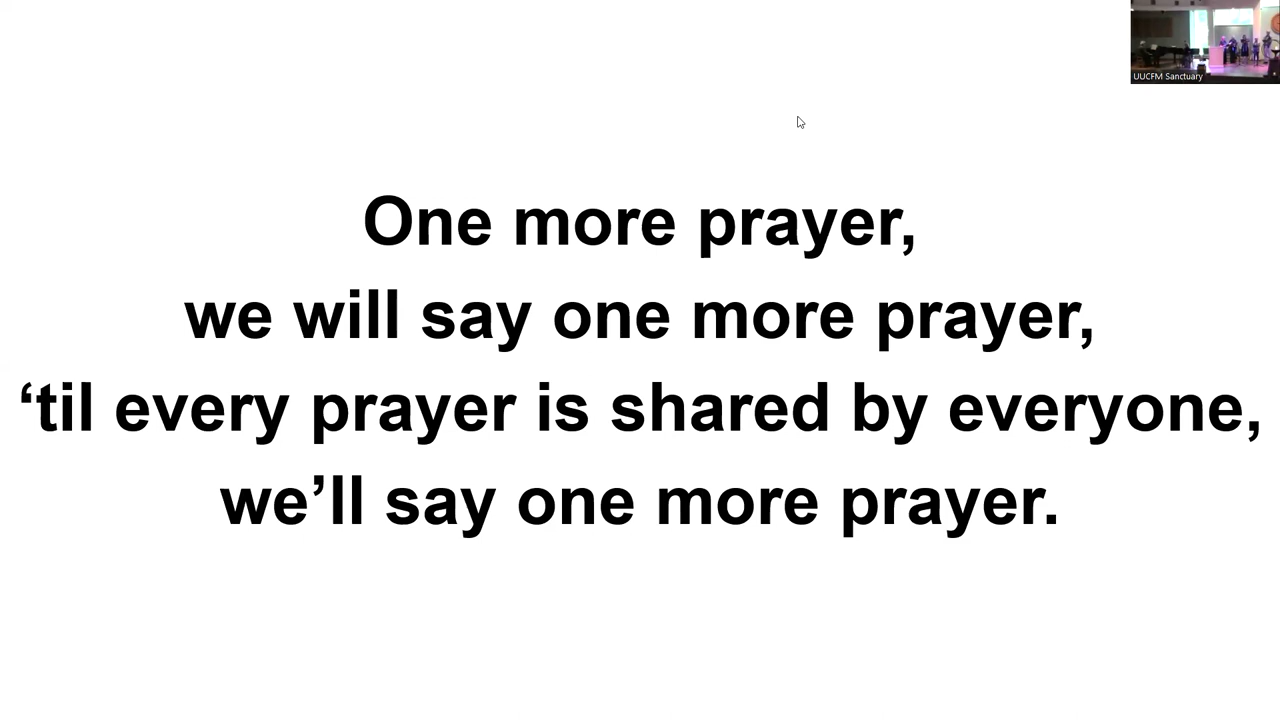 UUCFM Sanctuary
One more prayer,
we will say one more prayer,
‘til every prayer is shared by everyone,
we’ll say one more prayer.